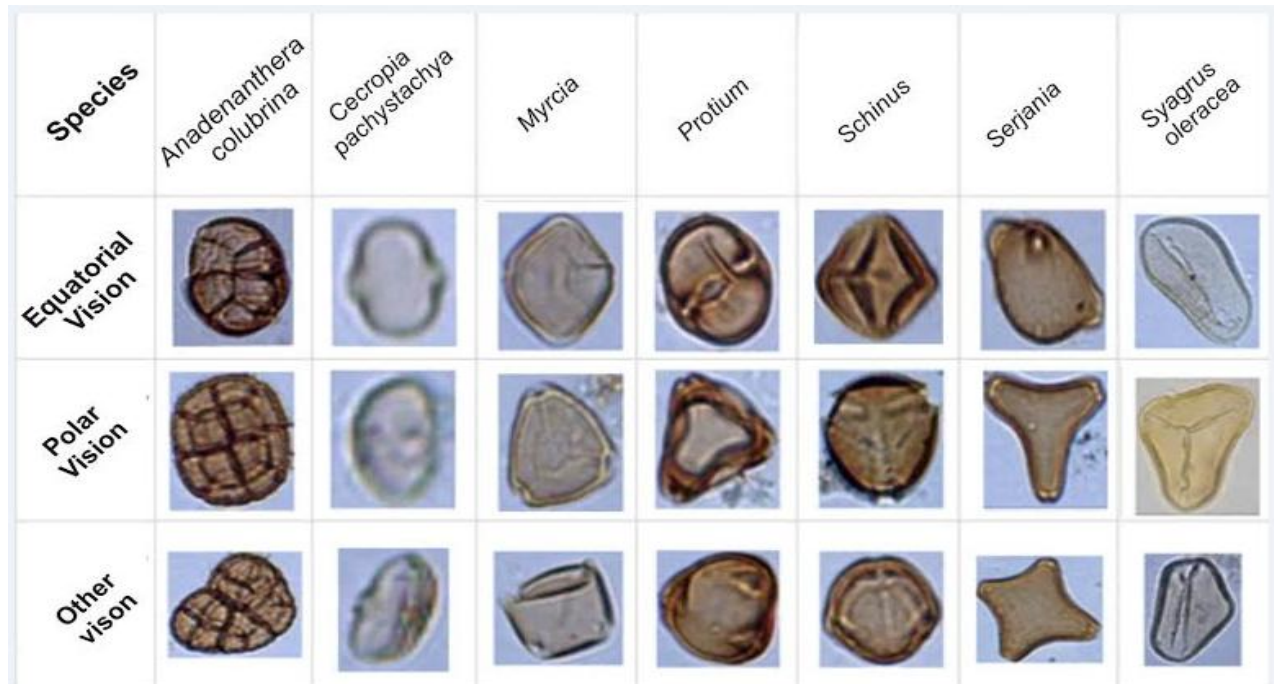 Species
Anadenanthera
colubrina
Cecropia
pachystachya
Myrcia
Protium
Schinus
Serjania
Syagrus
oleracea
Equatorial
Vision
Polar
Vision
Other
vison